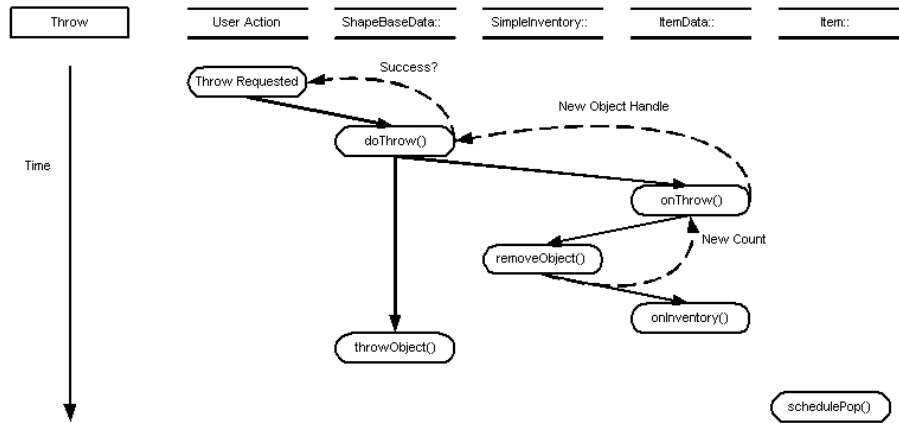 Throw
User Action
ShapeBaseData::
SimpleInventory::
ItemData::
Item::
Success?
Throw Requested
New Object Handle
doThrow()
Time
onThrow()
New Count
removeObject()
onInventory()
throwObject()
schedulePop()